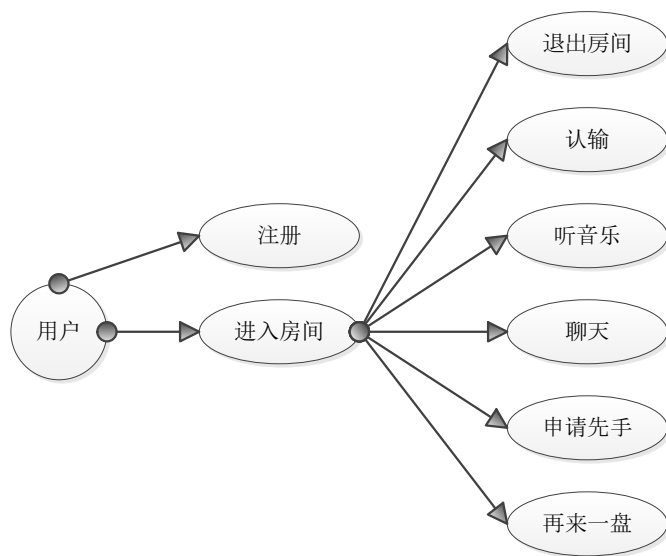 退出房间
认输
注册
听音乐
用户
进入房间
聊天
申请先手
再来一盘